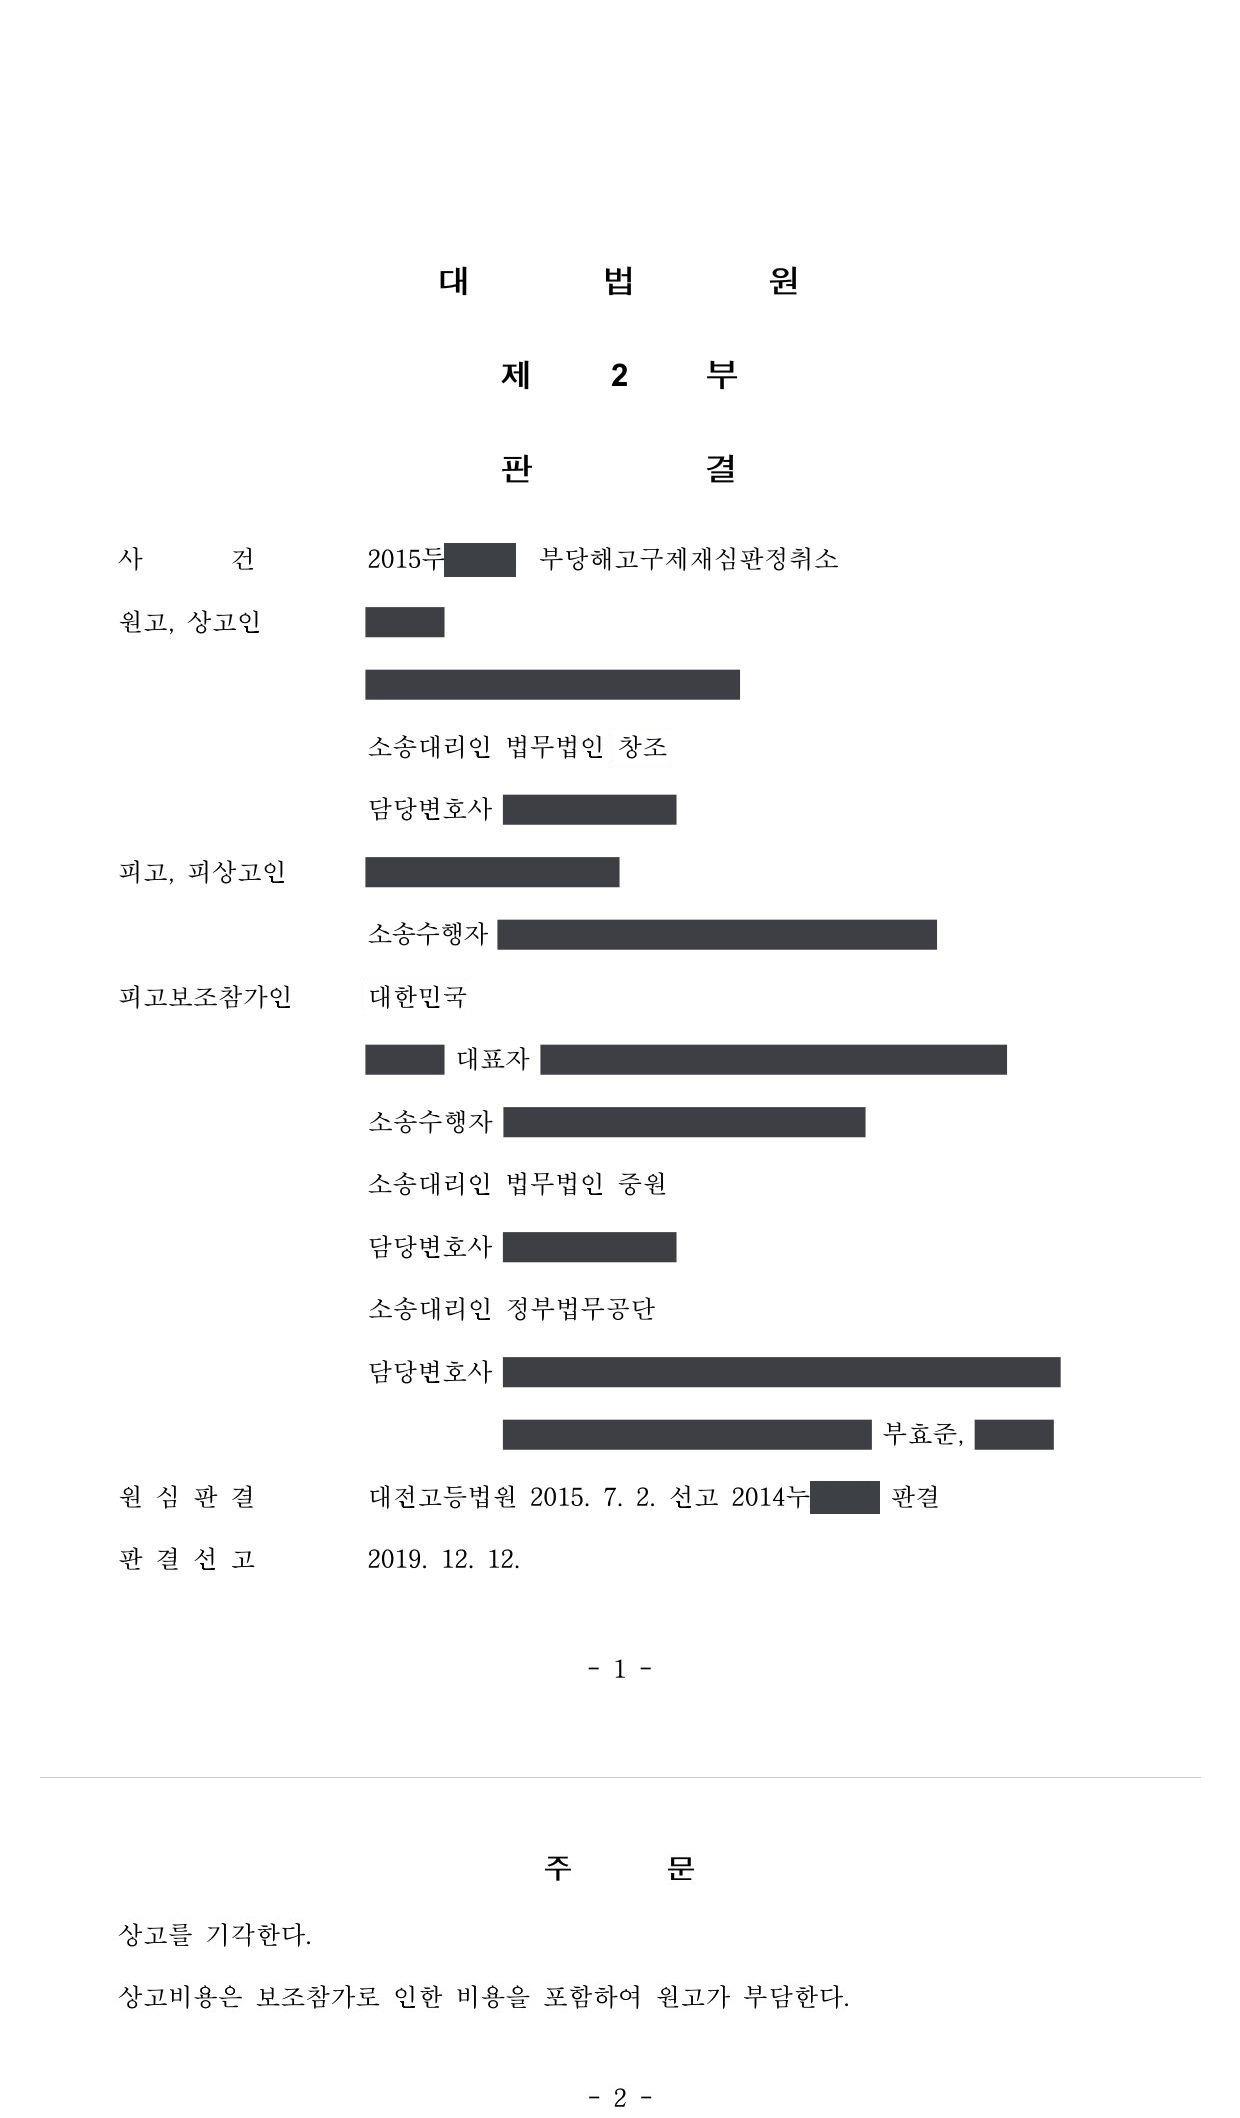 대 법 원
제 2 부
판 결
사 건 2015두 부당해고구제재심판정취소
원고, 상고인
소송대리인 법무법인 창조
담당변호사
피고, 피상고인
소송수행자
피고보조참가인 대한민국
대표자
소송수행자
소송대리인 법무법인 중원
담당변호사
소송대리인 정부법무공단
담당변호사
부효준,
원 심 판 결 대전고등법원 2015. 7. 2. 선고 2014누 판결
판 결 선 고 2019. 12. 12.
- 1 -
주 문
상고를 기각한다.
상고비용은 보조참가로 인한 비용을 포함하여 원고가 부담한다.
- 2 -